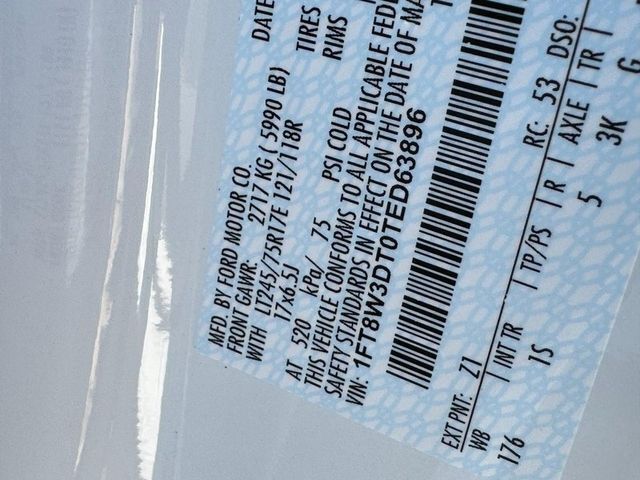 MFD. BY FORD MOTOR CO. DATE
FRONT GAWR: 2717 KG ( 5990 LB)
WITH LT245/75R17E 121/118R TIRES
17x6.5J RIMS
AT 520 kPa/ 75 PSI COLD
THIS VEHICLE CONFORMS TO ALL APPLICABLE FED
SAFETY STANDARDS IN EFFECT ON THE DATE OF MA
VIN: 1FT8W3DT0TED63896
EXT PNT: Z1 RC: 53 DSO:
WB | INT TR | TP/PS | R | AXLE | TR |
176 1S 5 3K G